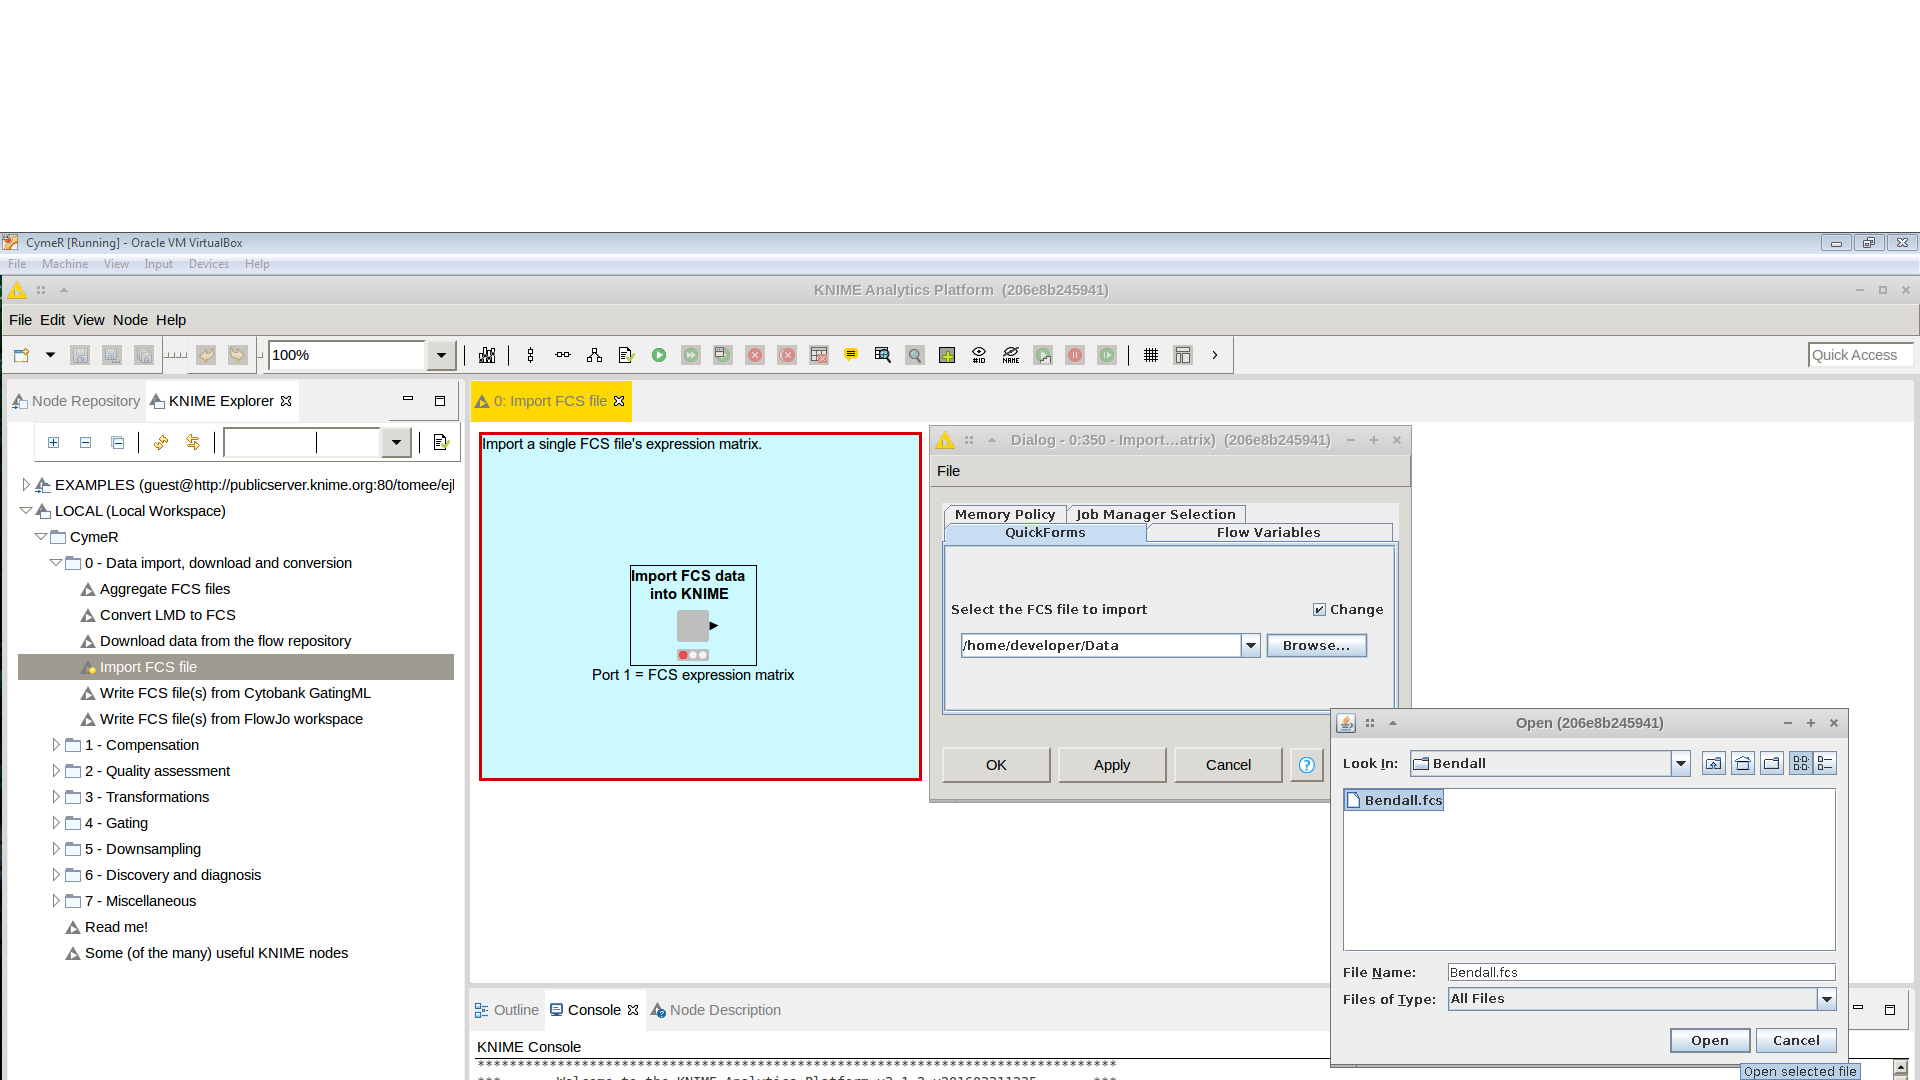 CymeR [Running] - Oracle VM VirtualBox
File Machine View Input Devices Help
KNIME Analytics Platform (206e8b245941)
File Edit View Node Help
100%
#ID
NAME
Quick Access
Node Repository
KNIME Explorer
0: Import FCS file
EXAMPLES (guest@http://publicserver.knime.org:80/tomee/ejl
LOCAL (Local Workspace)
CymeR
0 - Data import, download and conversion
Aggregate FCS files
Convert LMD to FCS
Download data from the flow repository
Import FCS file
Write FCS file(s) from Cytobank GatingML
Write FCS file(s) from FlowJo workspace
1 - Compensation
2 - Quality assessment
3 - Transformations
4 - Gating
5 - Downsampling
6 - Discovery and diagnosis
7 - Miscellaneous
Read me!
Some (of the many) useful KNIME nodes
Import a single FCS file's expression matrix.
Import FCS data
into KNIME
Port 1 = FCS expression matrix
Dialog - 0:350 - Import...atrix) (206e8b245941)
File
Memory Policy Job Manager Selection
QuickForms Flow Variables
Select the FCS file to import
Change
/home/developer/Data
Browse...
OK Apply Cancel
Open (206e8b245941)
Look In: Bendall
Bendall.fcs
File Name: Bendall.fcs
Files of Type: All Files
Open Cancel
Open selected file
Outline Console Node Description
KNIME Console
********************************************************************************
*** Welcome to the KNIME Analytics Platform ***